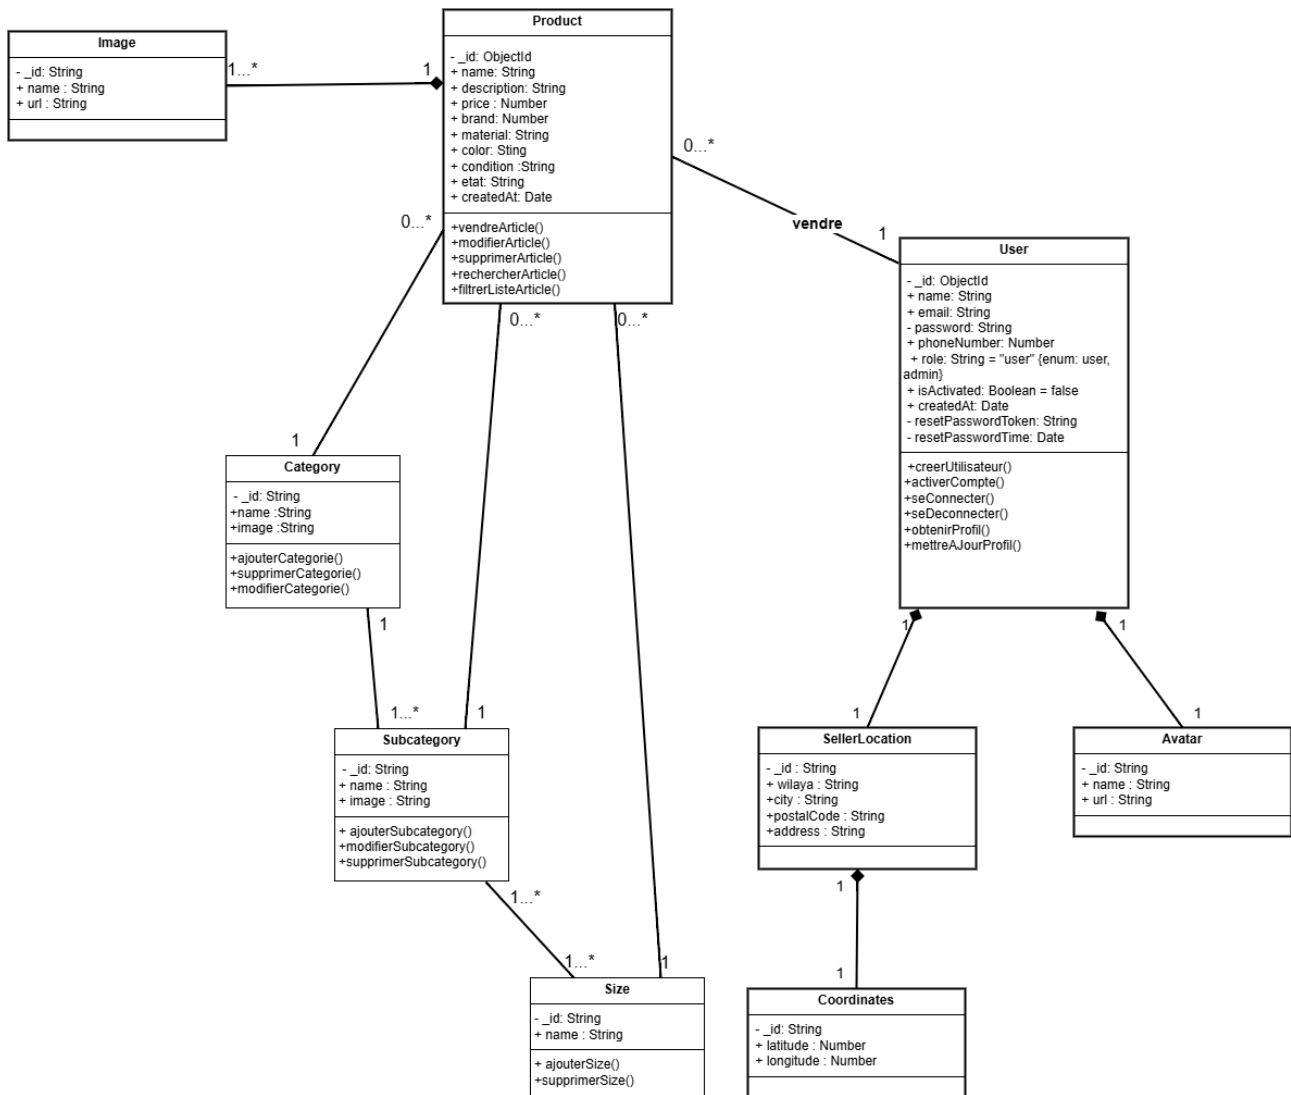 Image
- _id: String
+ name : String
+ url : String
1...*
1
Product
- _id: ObjectId
+ name: String
+ description: String
+ price : Number
+ brand: Number
+ material: String
+ color: Sting
+ condition :String
+ etat: String
+ createdAt: Date
+vendreArticle()
+modifierArticle()
+supprimerArticle()
+rechercherArticle()
+filtrerListeArticle()
0...*
vendre
1
0...*
0...*
0...*
User
- _id: ObjectId
+ name: String
+ email: String
- password: String
+ phoneNumber: Number
+ role: String = "user" {enum: user,
admin}
+ isActivated: Boolean = false
+ createdAt: Date
- resetPasswordToken: String
- resetPasswordTime: Date
+creerUtilisateur()
+activerCompte()
+seConnecter()
+seDeconnecter()
+obtenirProfil()
+mettreAJourProfil()
1
Category
- _id: String
+name :String
+image :String
+ajouterCategorie()
+supprimerCategorie()
+modifierCategorie()
1
1...*
1
Subcategory
- _id: String
+ name : String
+ image : String
+ ajouterSubcategory()
+modifierSubcategory()
+supprimerSubcategory()
1...*
1...*
1
Size
- _id: String
+ name : String
+ ajouterSize()
+supprimerSize()
1
1
1
1
SellerLocation
- _id : String
+ wilaya : String
+city : String
+postalCode : String
+address : String
Avatar
- _id: String
+ name : String
+ url : String
1
1
Coordinates
- _id: String
+ latitude : Number
+ longitude : Number